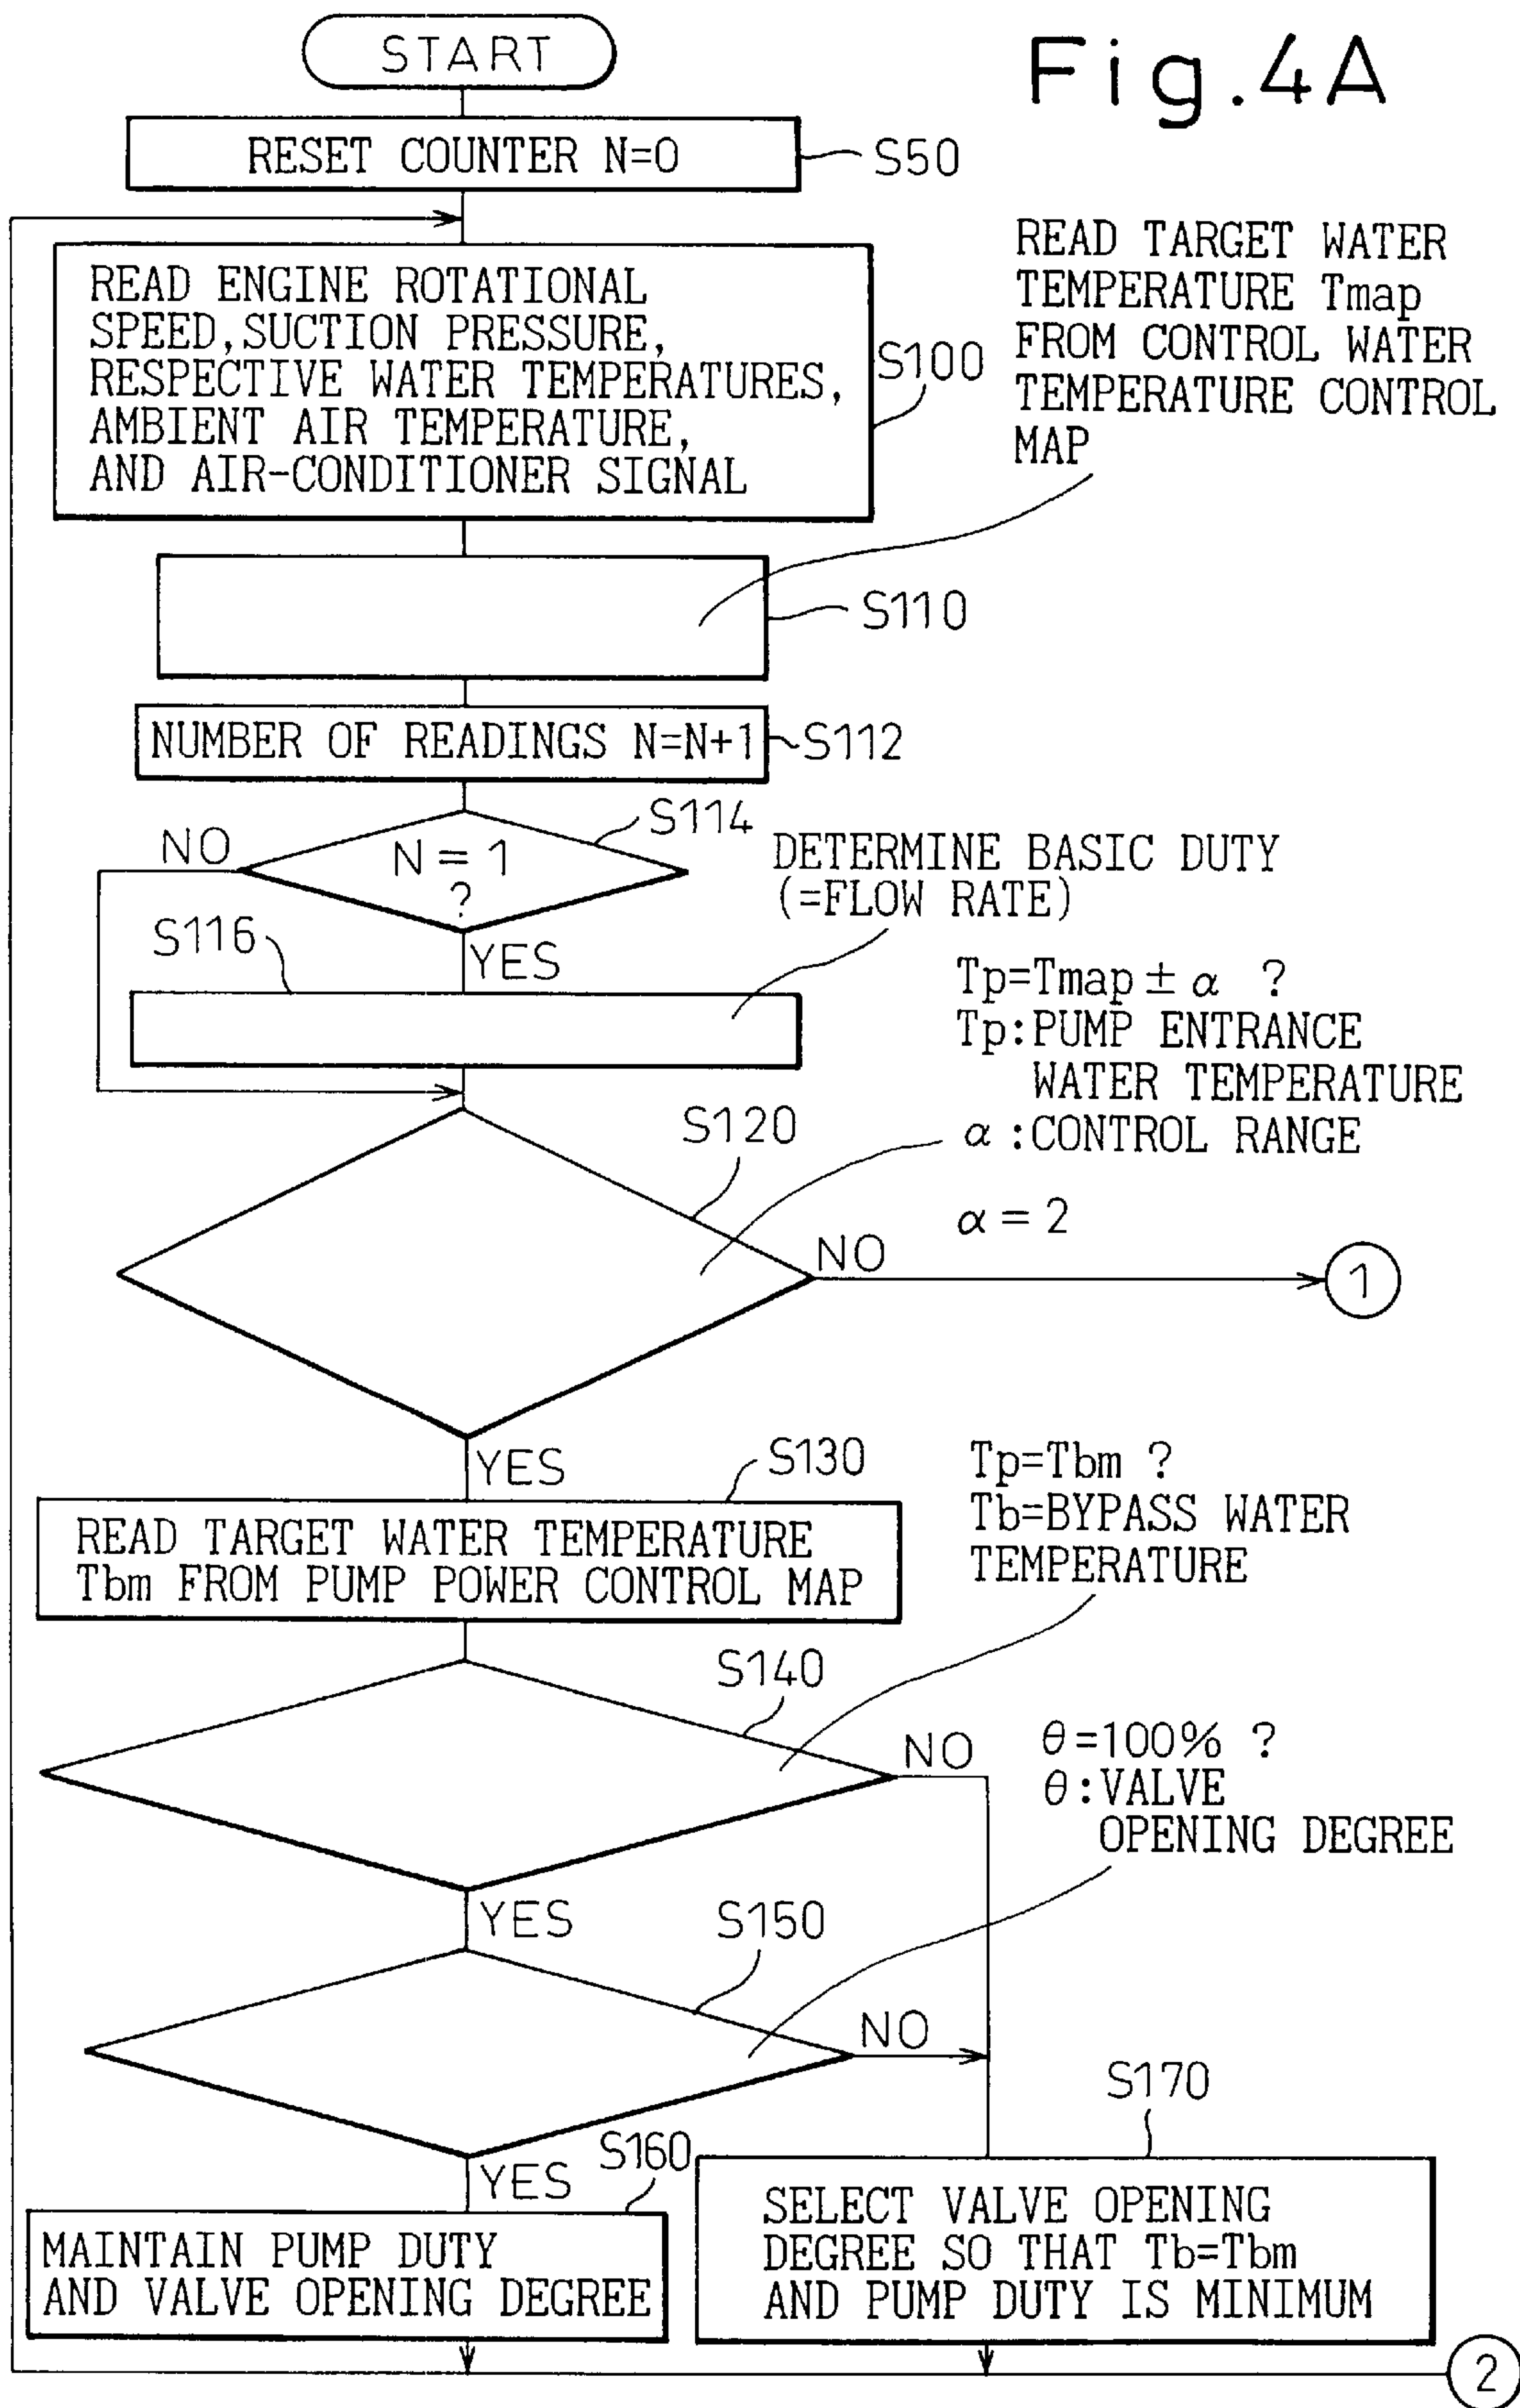 START
Fig.4A
RESET COUNTER N=0
S50
READ ENGINE ROTATIONAL
SPEED,SUCTION PRESSURE,
RESPECTIVE WATER TEMPERATURES,
AMBIENT AIR TEMPERATURE,
AND AIR-CONDITIONER SIGNAL
S100
READ TARGET WATER
TEMPERATURE Tmap
FROM CONTROL WATER
TEMPERATURE CONTROL
MAP
S110
NUMBER OF READINGS N=N+1
S112
S114
NO
N = 1
?
YES
DETERMINE BASIC DUTY
(=FLOW RATE)
S116
Tp=Tmap ± α ?
Tp:PUMP ENTRANCE
WATER TEMPERATURE
α :CONTROL RANGE
α = 2
S120
NO
1
YES
S130
READ TARGET WATER TEMPERATURE
Tbm FROM PUMP POWER CONTROL MAP
Tp=Tbm ?
Tb=BYPASS WATER
TEMPERATURE
S140
NO
YES
θ=100% ?
θ:VALVE
OPENING DEGREE
S150
NO
YES
S160
MAINTAIN PUMP DUTY
AND VALVE OPENING DEGREE
S170
SELECT VALVE OPENING
DEGREE SO THAT Tb=Tbm
AND PUMP DUTY IS MINIMUM
2